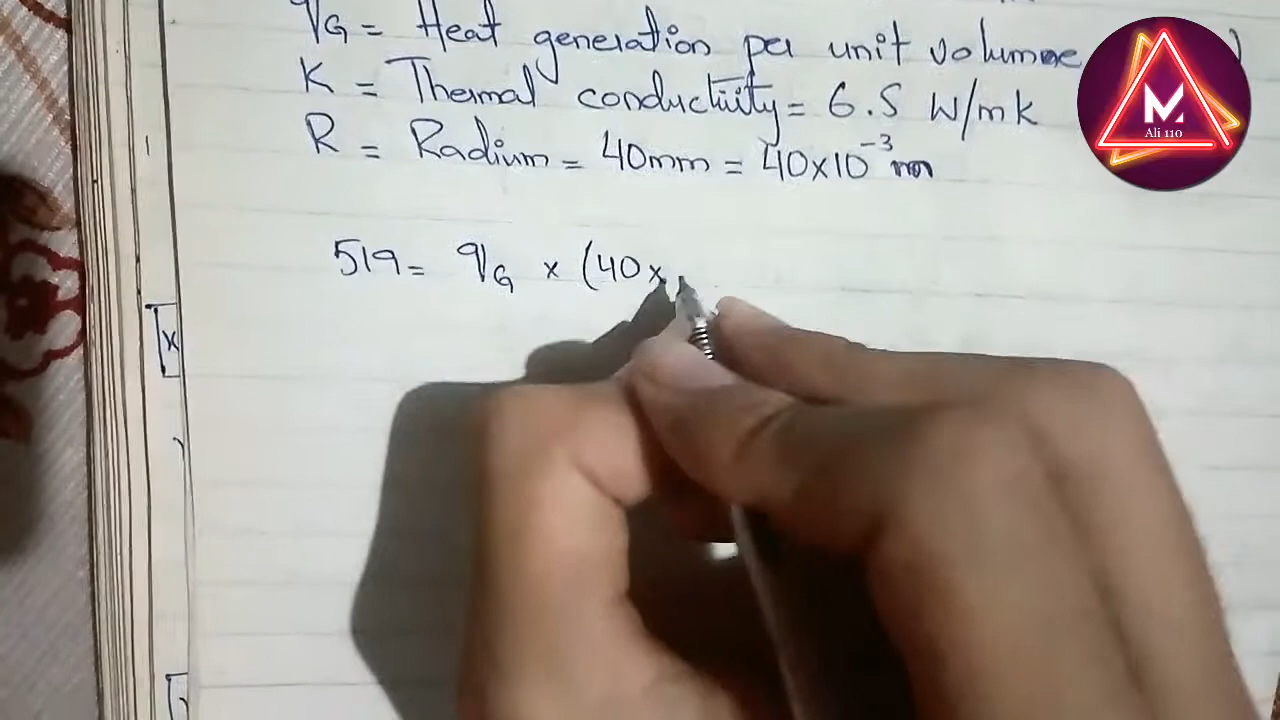 qG = Heat generation per unit volume
K = Thermal conductivity = 6.5 W/mk
R = Radium = 40mm = 40x10⁻³ m
519 = qG x (40x
M
Ali 110
x